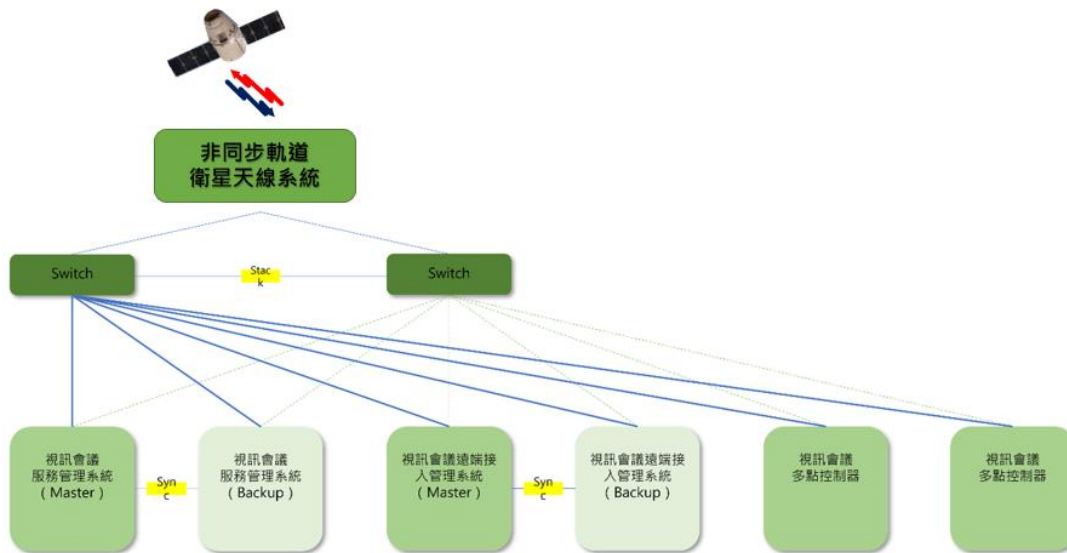 非同步軌道
衛星天線系統
Switch
Stac
k
Switch
視訊會議
服務管理系統
（Master）
Syn
c
視訊會議
服務管理系統
（Backup）
視訊會議遠端接
入管理系統
（Master）
Syn
c
視訊會議遠端接
入管理系統
（Backup）
視訊會議
多點控制器
視訊會議
多點控制器